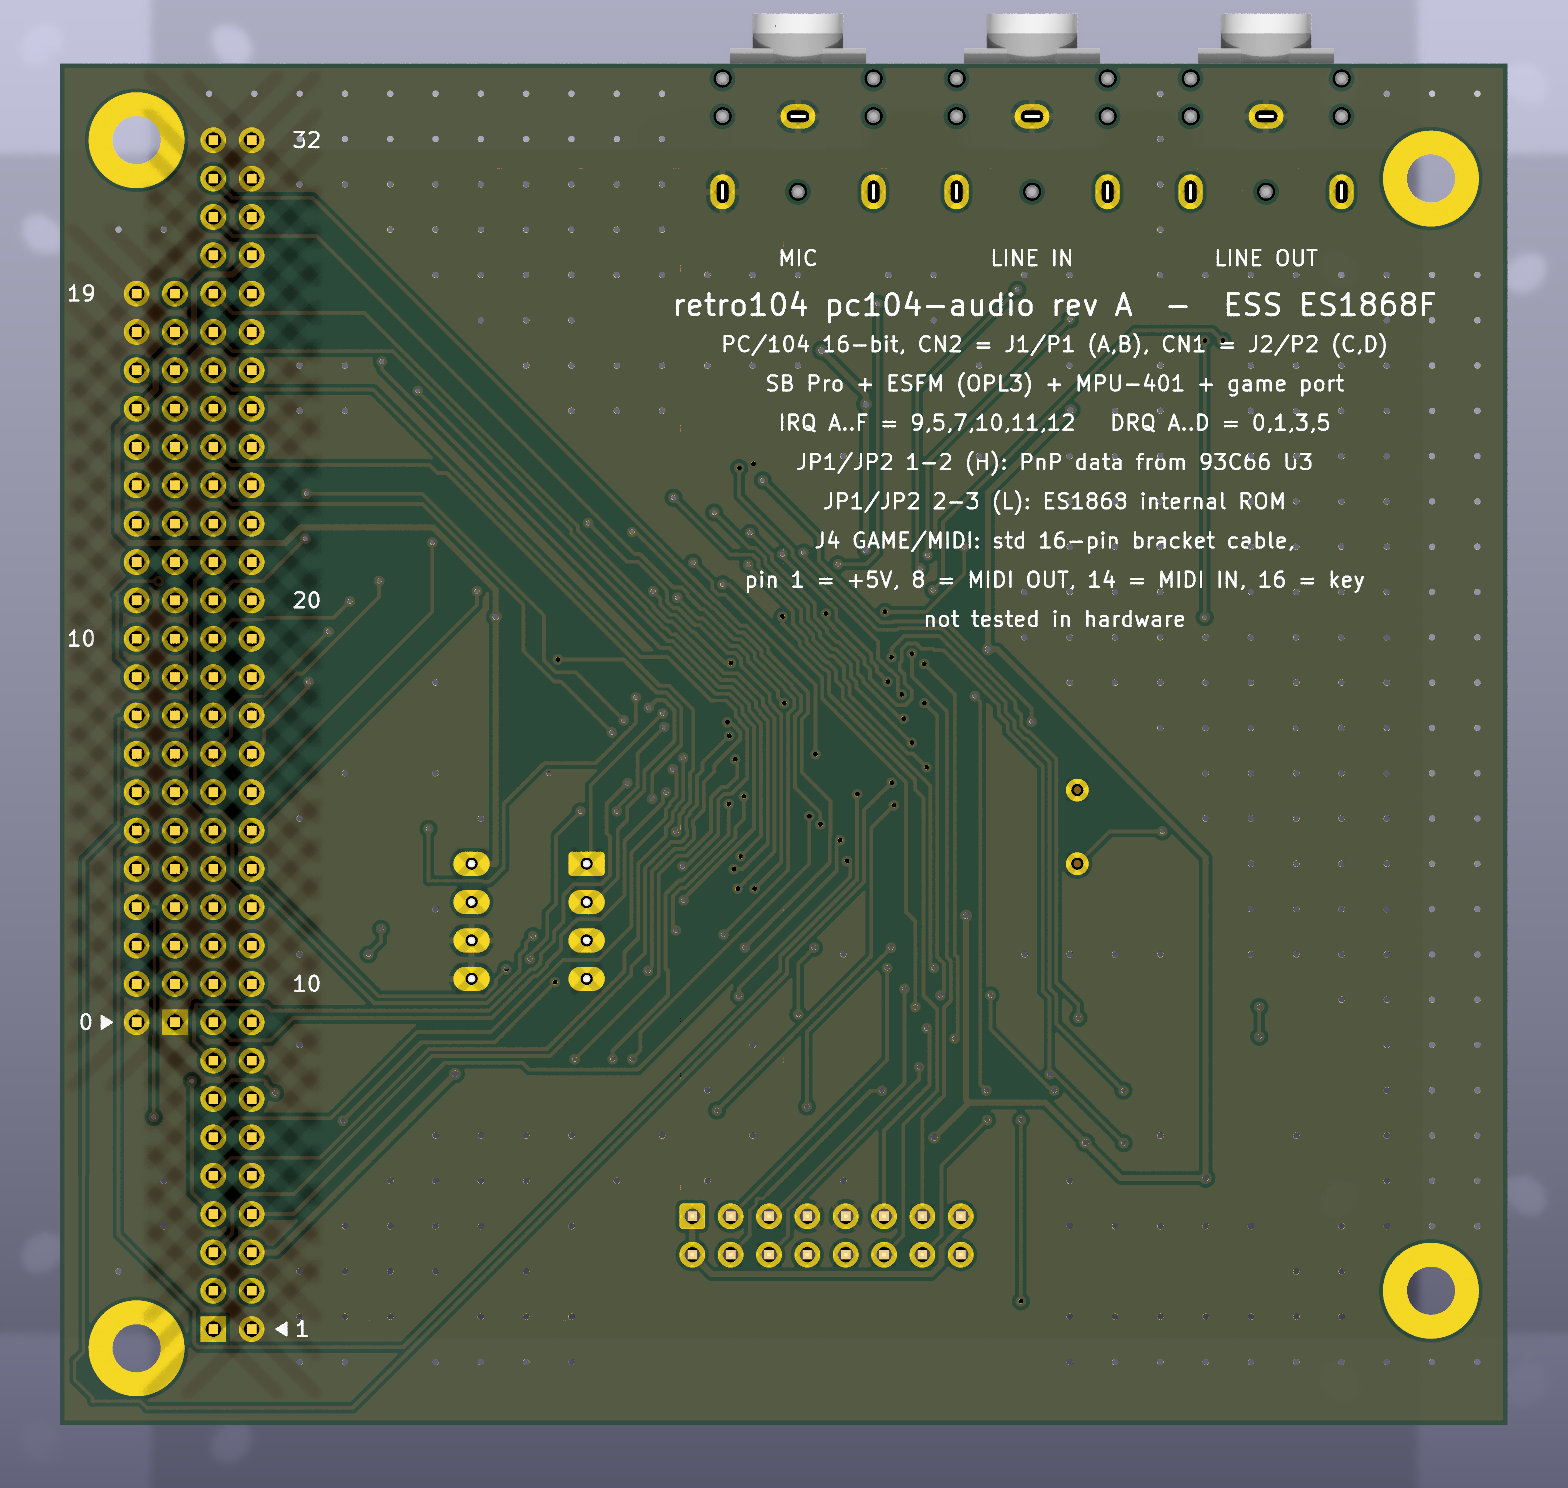 32
19
MIC LINE IN LINE OUT
retro104 pc104-audio rev A - ESS ES1868F
PC/104 16-bit, CN2 = J1/P1 (A,B), CN1 = J2/P2 (C,D)
SB Pro + ESFM (OPL3) + MPU-401 + game port
IRQ A..F = 9,5,7,10,11,12 DRQ A..D = 0,1,3,5
JP1/JP2 1-2 (H): PnP data from 93C66 U3
JP1/JP2 2-3 (L): ES1868 internal ROM
J4 GAME/MIDI: std 16-pin bracket cable,
pin 1 = +5V, 8 = MIDI OUT, 14 = MIDI IN, 16 = key
not tested in hardware
20
10
10
0
1